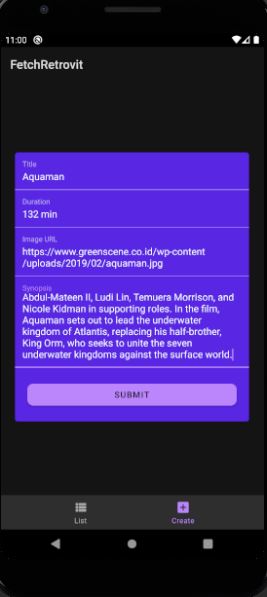 11:00
FetchRetrovit
Title
Aquaman
Duration
132 min
Image URL
https://www.greenscene.co.id/wp-content
/uploads/2019/02/aquaman.jpg
Synopsis
Abdul-Mateen II, Ludi Lin, Temuera Morrison, and
Nicole Kidman in supporting roles. In the film,
Aquaman sets out to lead the underwater
kingdom of Atlantis, replacing his half-brother,
King Orm, who seeks to unite the seven
underwater kingdoms against the surface world.
SUBMIT
List
Create